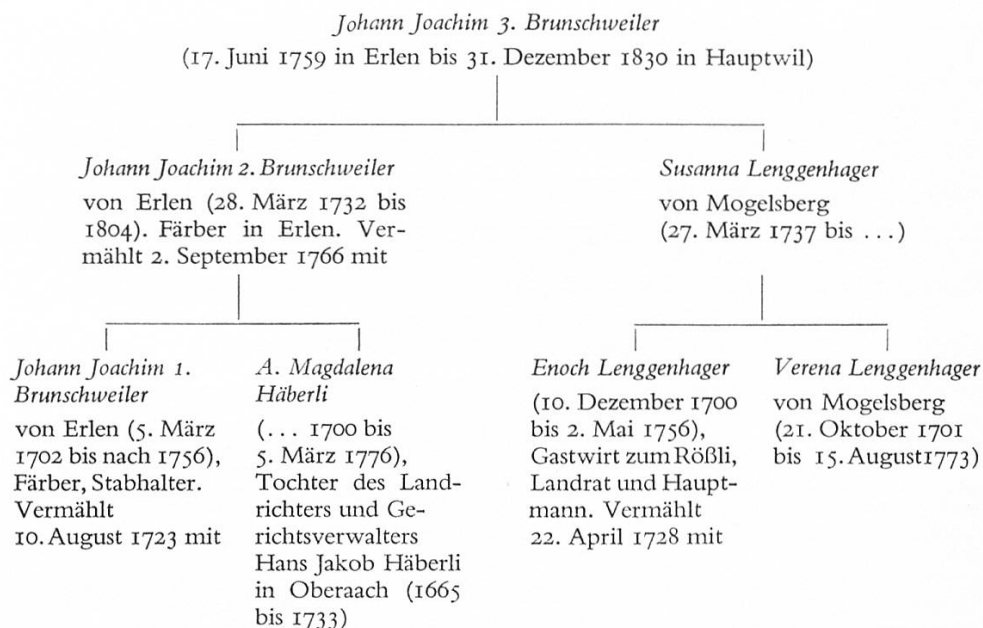 Johann Joachim 3. Brunschweiler
(17. Juni 1759 in Erlen bis 31. Dezember 1830 in Hauptwil)
Johann Joachim 2. Brunschweiler
von Erlen (28. März 1732 bis
1804). Färber in Erlen. Ver-
mählt 2. September 1766 mit
Susanna Lenggenhager
von Mogelsberg
(27. März 1737 bis ...)
Johann Joachim 1.
Brunschweiler
von Erlen (5. März
1702 bis nach 1756),
Färber, Stabhalter.
Vermählt
10. August 1723 mit
A. Magdalena
Häberli
(... 1700 bis
5. März 1776),
Tochter des Land-
richters und Ge-
richtsverwalters
Hans Jakob Häberli
in Oberaach (1665
bis 1733)
Enoch Lenggenhager
(10. Dezember 1700
bis 2. Mai 1756),
Gastwirt zum Rößli,
Landrat und Haupt-
mann. Vermählt
22. April 1728 mit
Verena Lenggenhager
von Mogelsberg
(21. Oktober 1701
bis 15. August 1773)